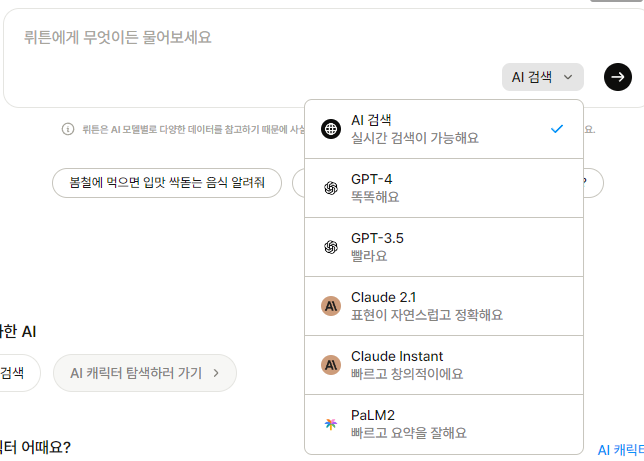 뤼튼에게 무엇이든 물어보세요
AI 검색
뤼튼은 AI 모델별로 다양한 데이터를 참고하기 때문에 사실
요.
AI 검색
실시간 검색이 가능해요
봄철에 먹으면 입맛 싹돋는 음식 알려줘
?
GPT-4
똑똑해요
GPT-3.5
빨라요
Claude 2.1
표현이 자연스럽고 정확해요
한 AI
Claude Instant
빠르고 창의적이에요
검색
AI 캐릭터 탐색하러 가기
PaLM2
빠르고 요약을 잘해요
터 어때요?
AI 캐릭터